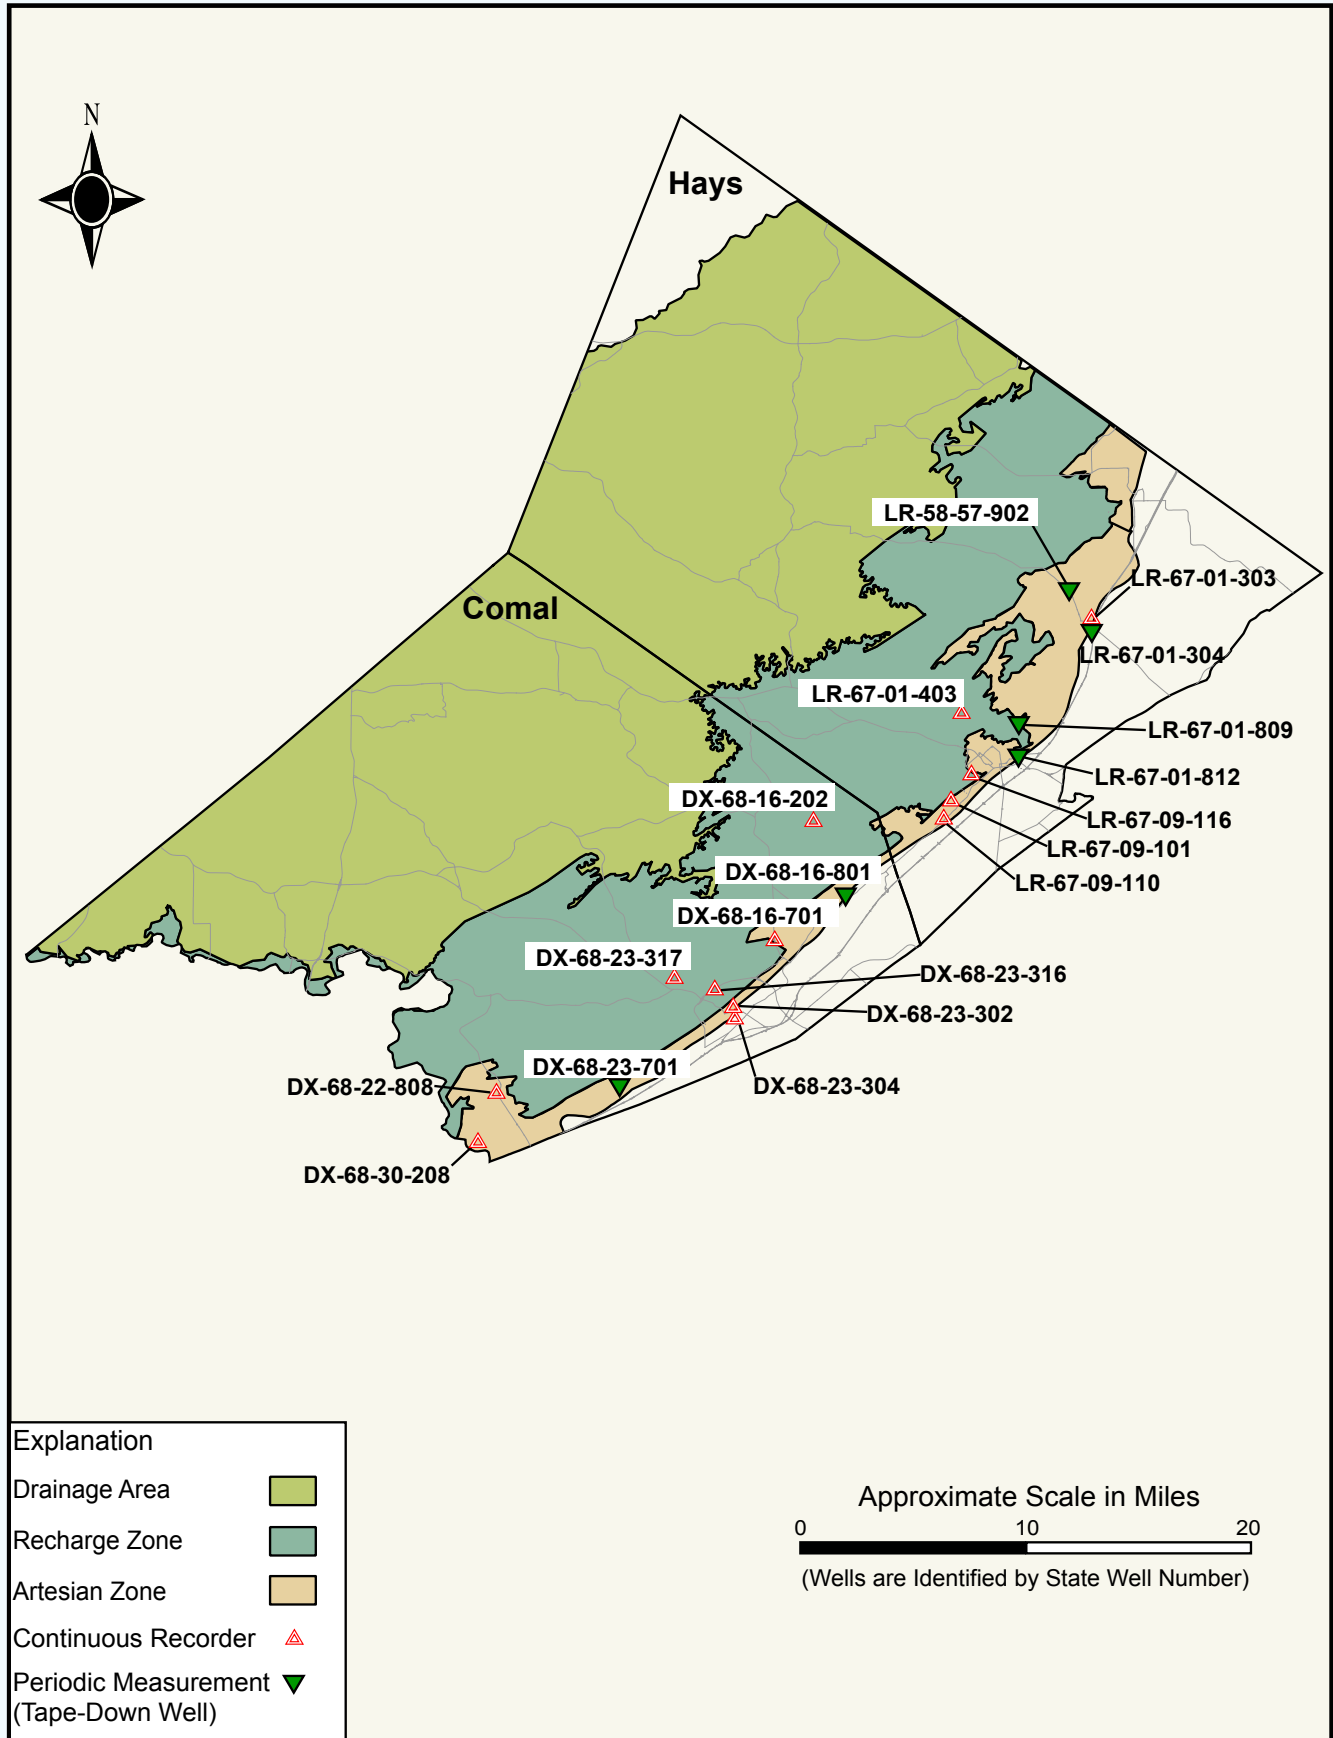 N
Hays
LR-58-57-902
LR-67-01-303
Comal
LR-67-01-304
LR-67-01-403
LR-67-01-809
LR-67-01-812
DX-68-16-202
LR-67-09-116
LR-67-09-101
DX-68-16-801
LR-67-09-110
DX-68-16-701
DX-68-23-317
DX-68-23-316
DX-68-23-302
DX-68-23-701
DX-68-22-808
DX-68-23-304
DX-68-30-208
Explanation
Drainage Area
Recharge Zone
Artesian Zone
Continuous Recorder
Periodic Measurement
(Tape-Down Well)
Approximate Scale in Miles
0 10 20
(Wells are Identified by State Well Number)